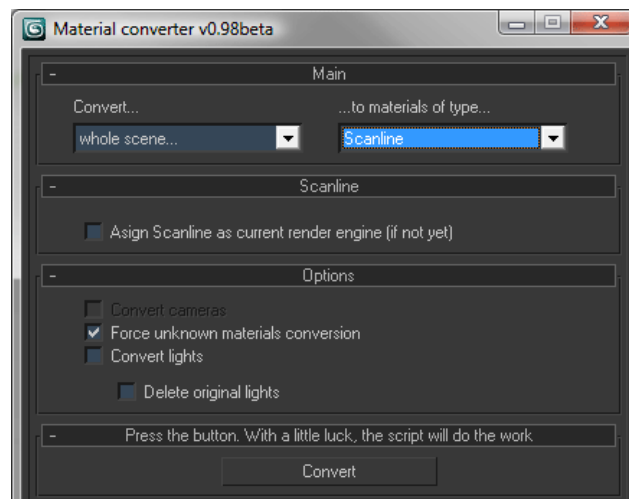 Material converter v0.98beta
Main
Convert... ...to materials of type...
whole scene... Scanline
Scanline
Asign Scanline as current render engine (if not yet)
Options
Convert cameras
Force unknown materials conversion
Convert lights
Delete original lights
Press the button. With a little luck, the script will do the work
Convert